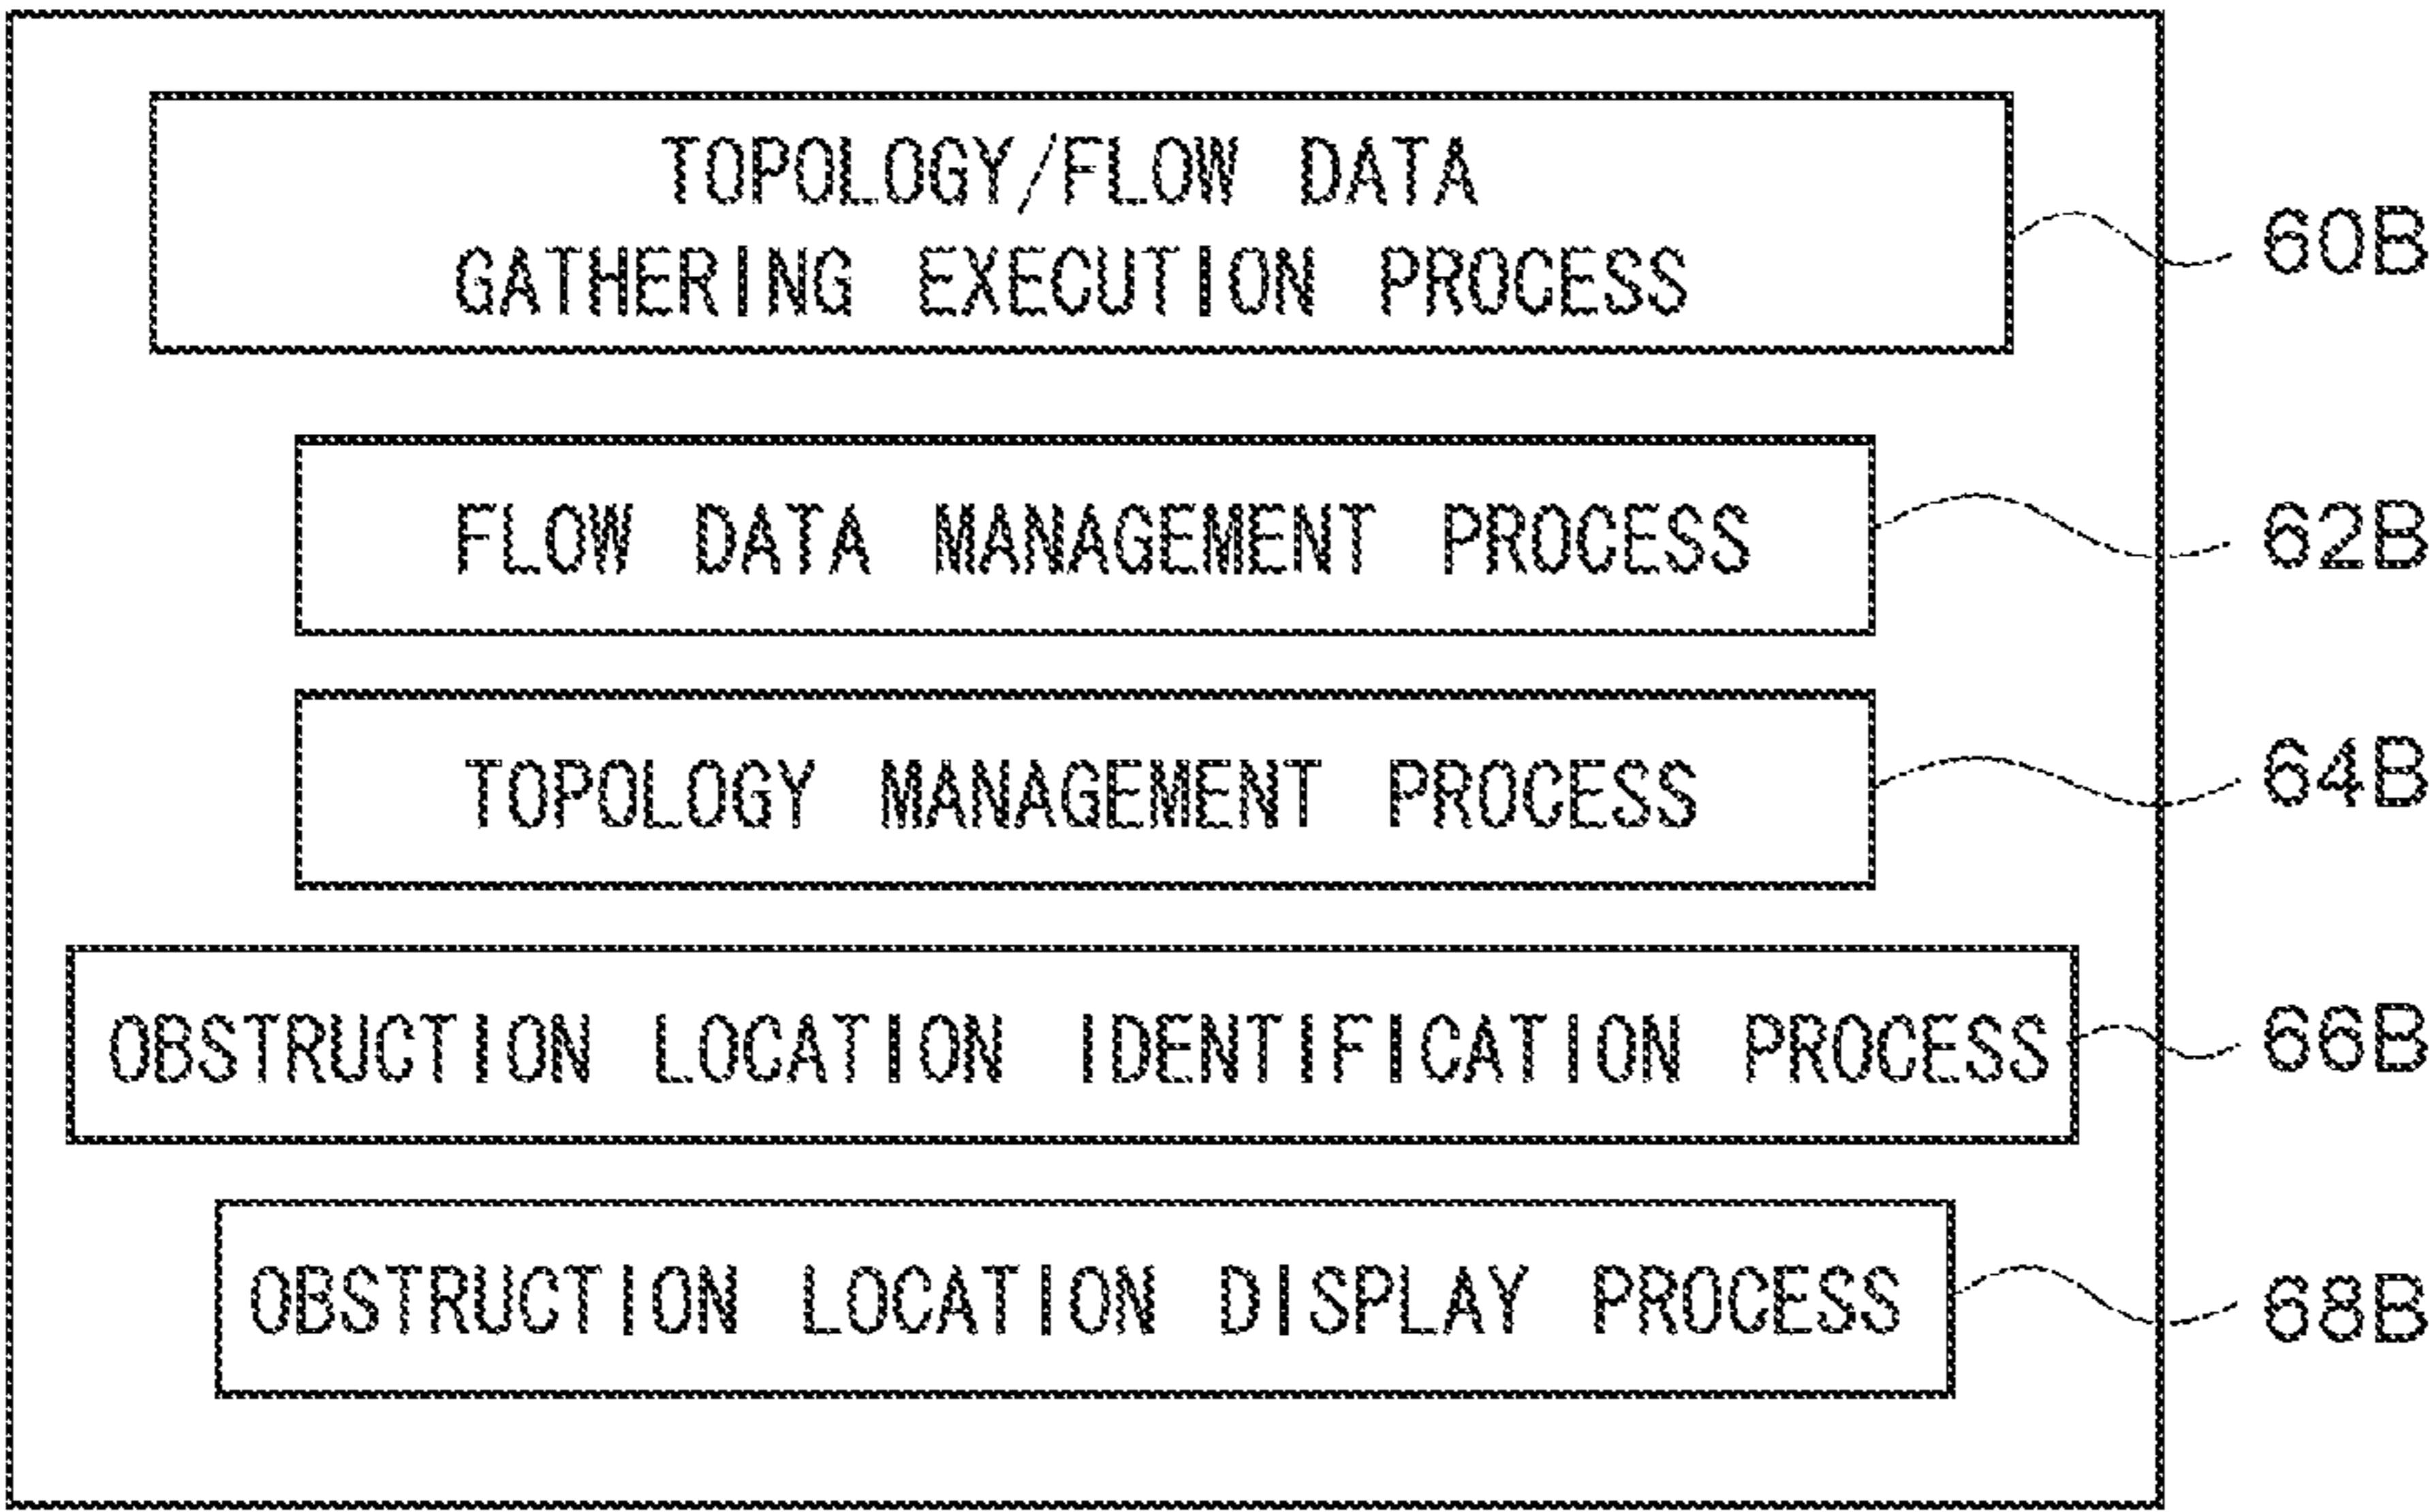 TOPOLOGY/FLOW DATA
GATHERING EXECUTION PROCESS
60B
FLOW DATA MANAGEMENT PROCESS
62B
TOPOLOGY MANAGEMENT PROCESS
64B
OBSTRUCTION LOCATION IDENTIFICATION PROCESS
66B
OBSTRUCTION LOCATION DISPLAY PROCESS
68B